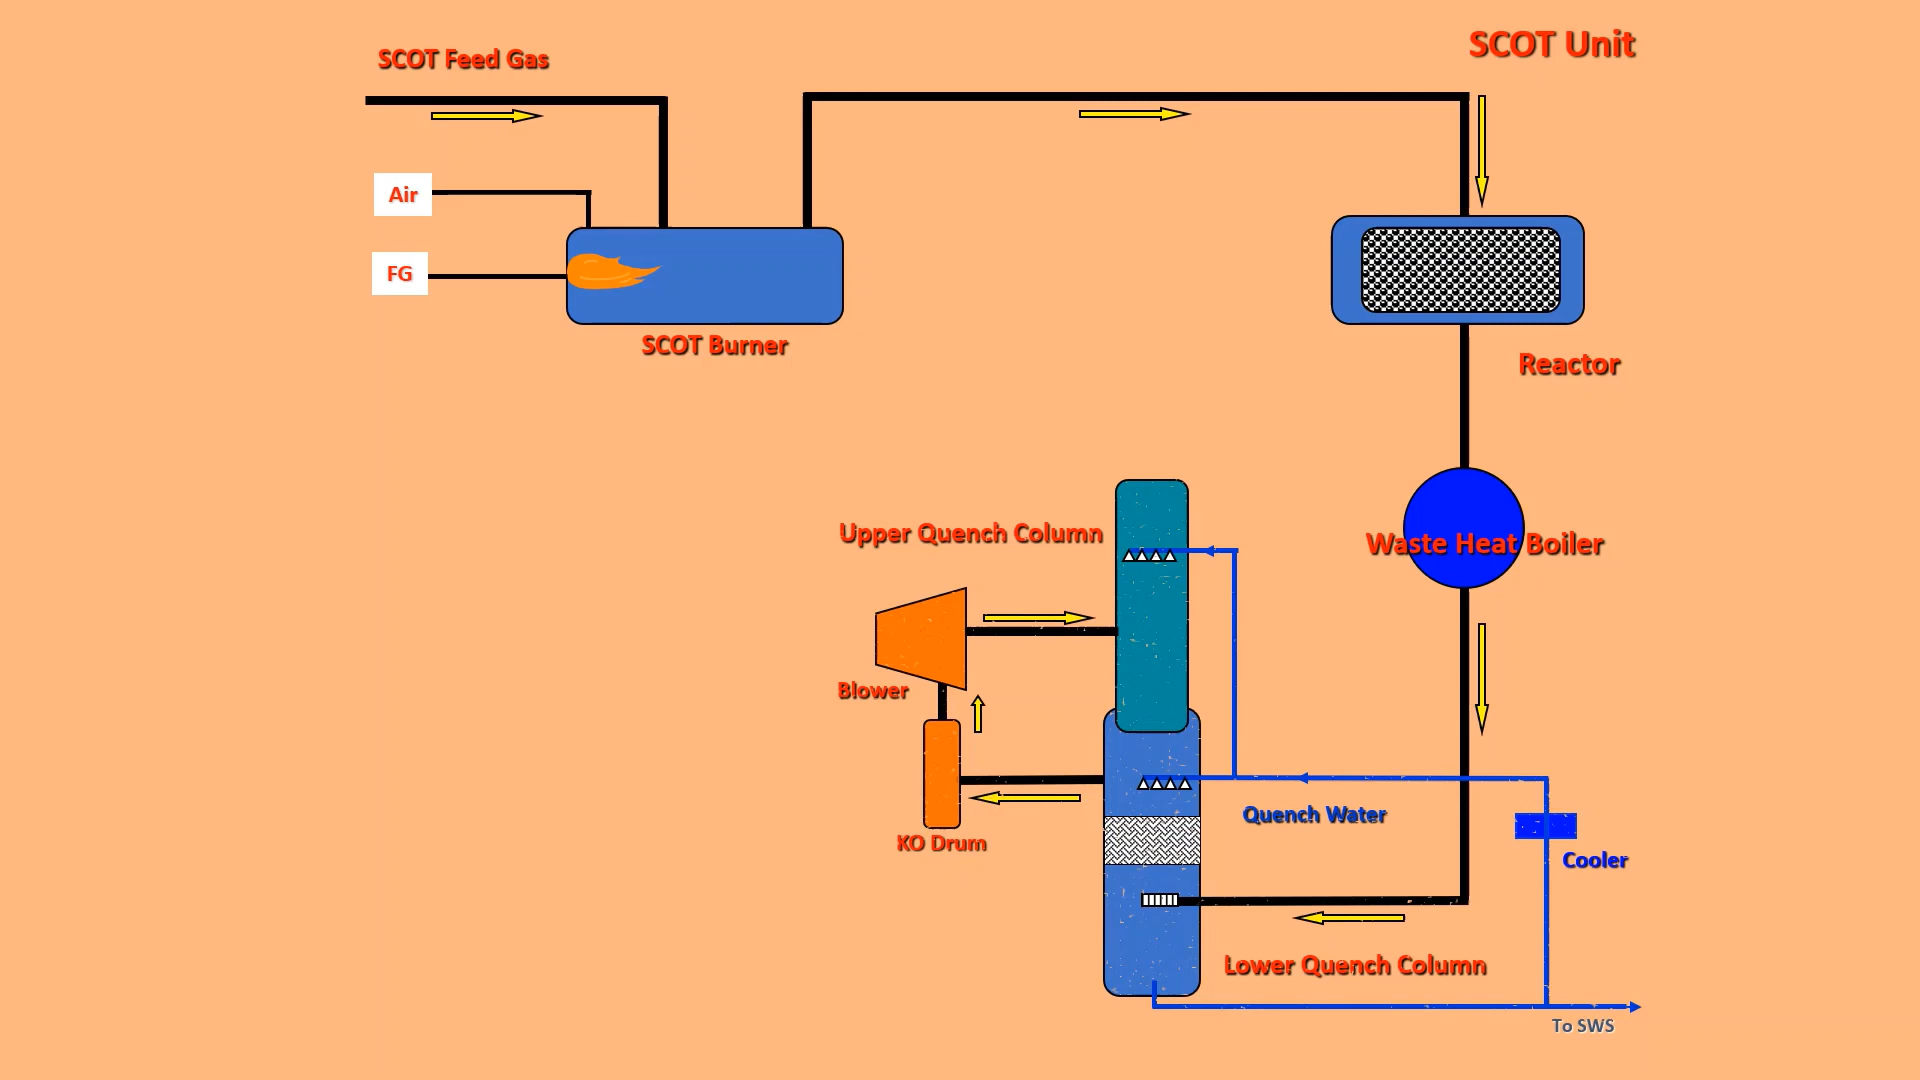 SCOT Unit
SCOT Feed Gas
Air
FG
SCOT Burner
Reactor
Upper Quench Column
Waste Heat Boiler
Blower
Quench Water
KO Drum
Cooler
Lower Quench Column
To SWS